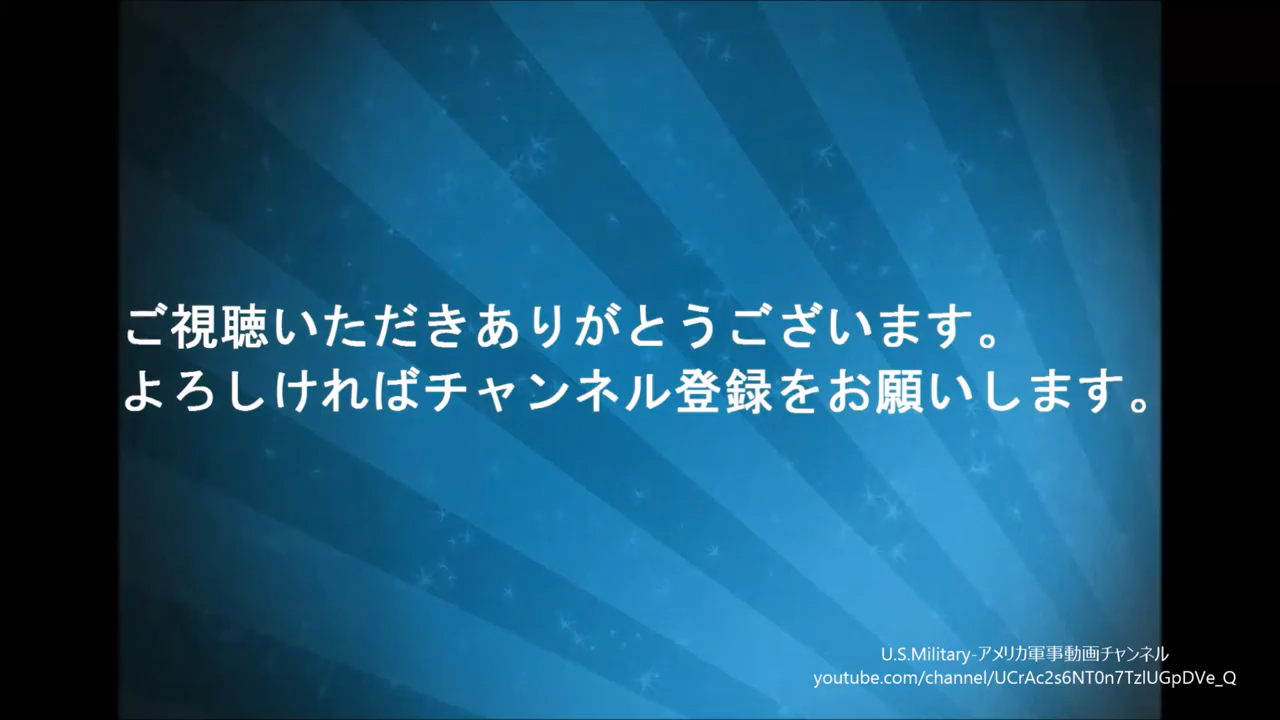 ご視聴いただきありがとうございます。
よろしければチャンネル登録をお願いします。
U.S.Military-アメリカ軍事動画チャンネル
youtube.com/channel/UCrAc2s6NT0n7TzlUGpDVe_Q